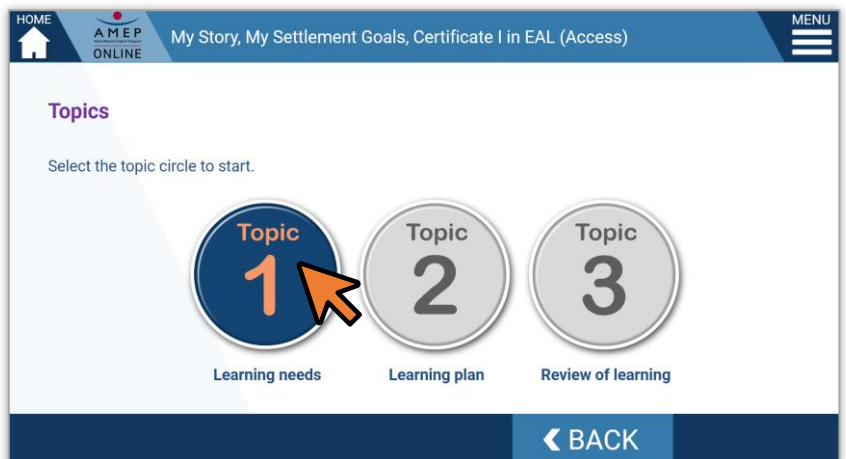 HOME
AMEP
ONLINE
My Story, My Settlement Goals, Certificate I in EAL (Access)
MENU
Topics
Select the topic circle to start.
Topic
1
Topic
2
Topic
3
Learning needs
Learning plan
Review of learning
BACK